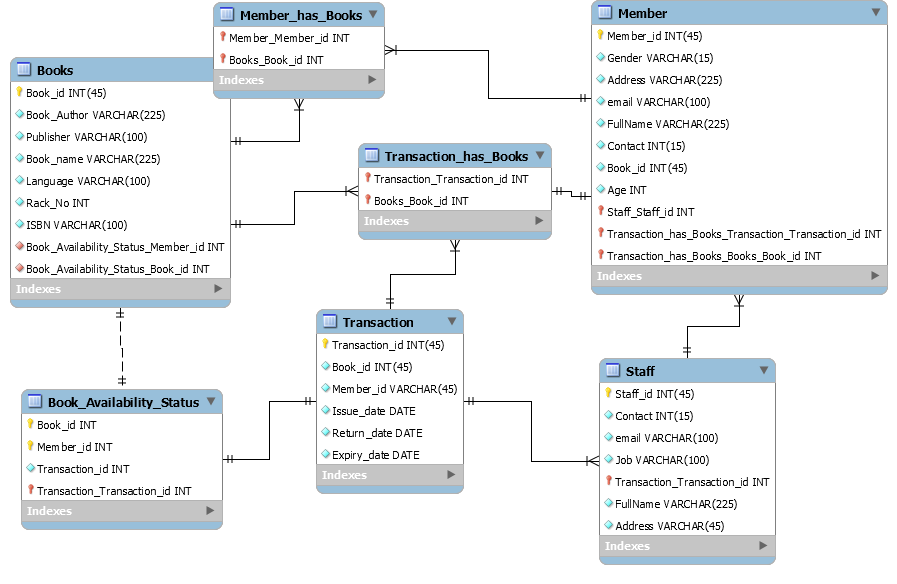 Member_has_Books
Member_Member_id INT
Books_Book_id INT
Indexes
Member
Member_id INT(45)
Gender VARCHAR(15)
Address VARCHAR(225)
email VARCHAR(100)
FullName VARCHAR(225)
Contact INT(15)
Book_id INT(45)
Age INT
Staff_Staff_id INT
Transaction_has_Books_Transaction_Transaction_id INT
Transaction_has_Books_Books_Book_id INT
Indexes
Books
Book_id INT(45)
Book_Author VARCHAR(225)
Publisher VARCHAR(100)
Book_name VARCHAR(225)
Language VARCHAR(100)
Rack_No INT
ISBN VARCHAR(100)
Book_Availability_Status_Member_id INT
Book_Availability_Status_Book_id INT
Indexes
Transaction_has_Books
Transaction_Transaction_id INT
Books_Book_id INT
Indexes
Transaction
Transaction_id INT(45)
Book_id INT(45)
Member_id VARCHAR(45)
Issue_date DATE
Return_date DATE
Expiry_date DATE
Indexes
Book_Availability_Status
Book_id INT
Member_id INT
Transaction_id INT
Transaction_Transaction_id INT
Indexes
Staff
Staff_id INT(45)
Contact INT(15)
email VARCHAR(100)
Job VARCHAR(100)
Transaction_Transaction_id INT
FullName VARCHAR(225)
Address VARCHAR(45)
Indexes